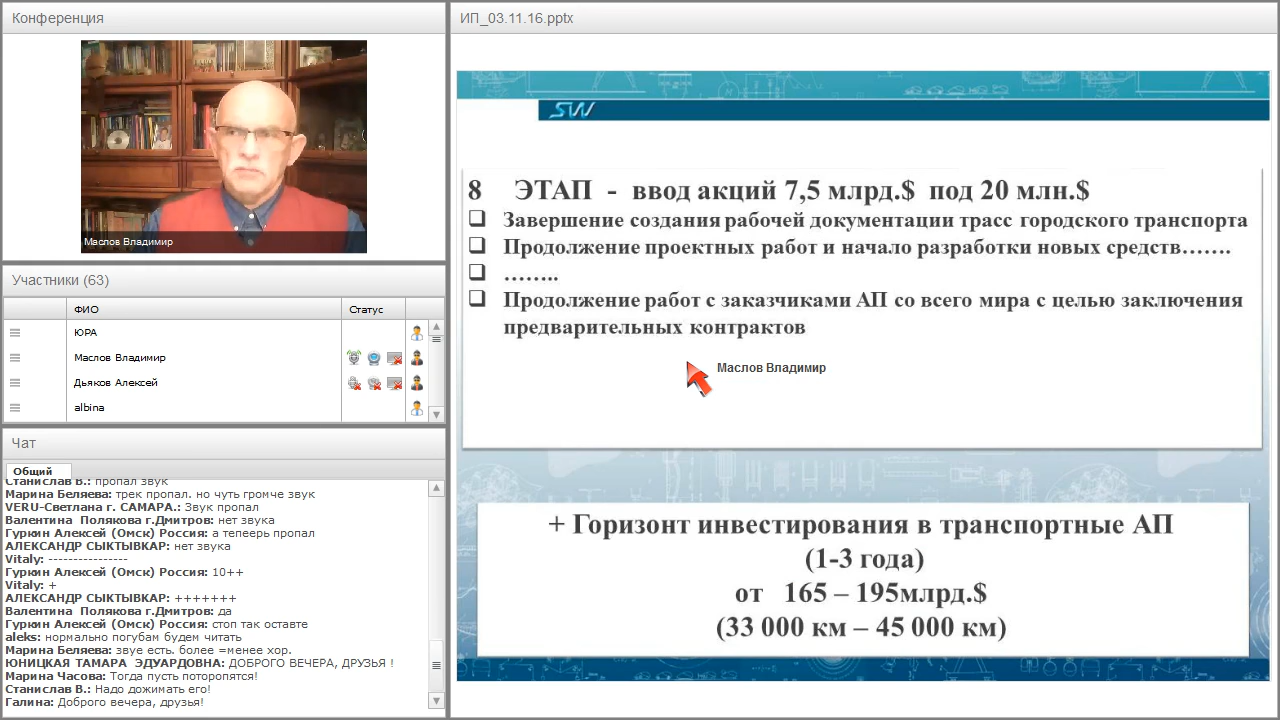 Конференция
Маслов Владимир
Участники (63)
ФИО
Статус
ЮРА
Маслов Владимир
Дьяков Алексей
albina
Чат
Общий
Станислав В.: пропал звук
Марина Беляева: трек пропал. но чуть громче звук
VERU-Светлана г. САМАРА.: Звук пропал
Валентина Полякова г.Дмитров: нет звука
Гуркин Алексей (Омск) Россия: а тепеерь пропал
АЛЕКСАНДР СЫКТЫВКАР: нет звука
Vitaly: ----------------
Гуркин Алексей (Омск) Россия: 10++
Vitaly: +
АЛЕКСАНДР СЫКТЫВКАР: +++++++
Валентина Полякова г.Дмитров: да
Гуркин Алексей (Омск) Россия: стоп так оставте
aleks: нормально погубам будем читать
Марина Беляева: звуе есть. более =менее хор.
ЮНИЦКАЯ ТАМАРА ЭДУАРДОВНА: ДОБРОГО ВЕЧЕРА, ДРУЗЬЯ !
Марина Часова: Тогда пусть поторопятся!
Станислав В.: Надо дожимать его!
Галина: Доброго вечера, друзья!
ИП_03.11.16.pptx
SW
8 ЭТАП - ввод акций 7,5 млрд.$ под 20 млн.$
Завершение создания рабочей документации трасс городского транспорта
Продолжение проектных работ и начало разработки новых средств…….
……..
Продолжение работ с заказчиками АП со всего мира с целью заключения
предварительных контрактов
Маслов Владимир
+ Горизонт инвестирования в транспортные АП
(1-3 года)
от 165 – 195млрд.$
(33 000 км – 45 000 км)